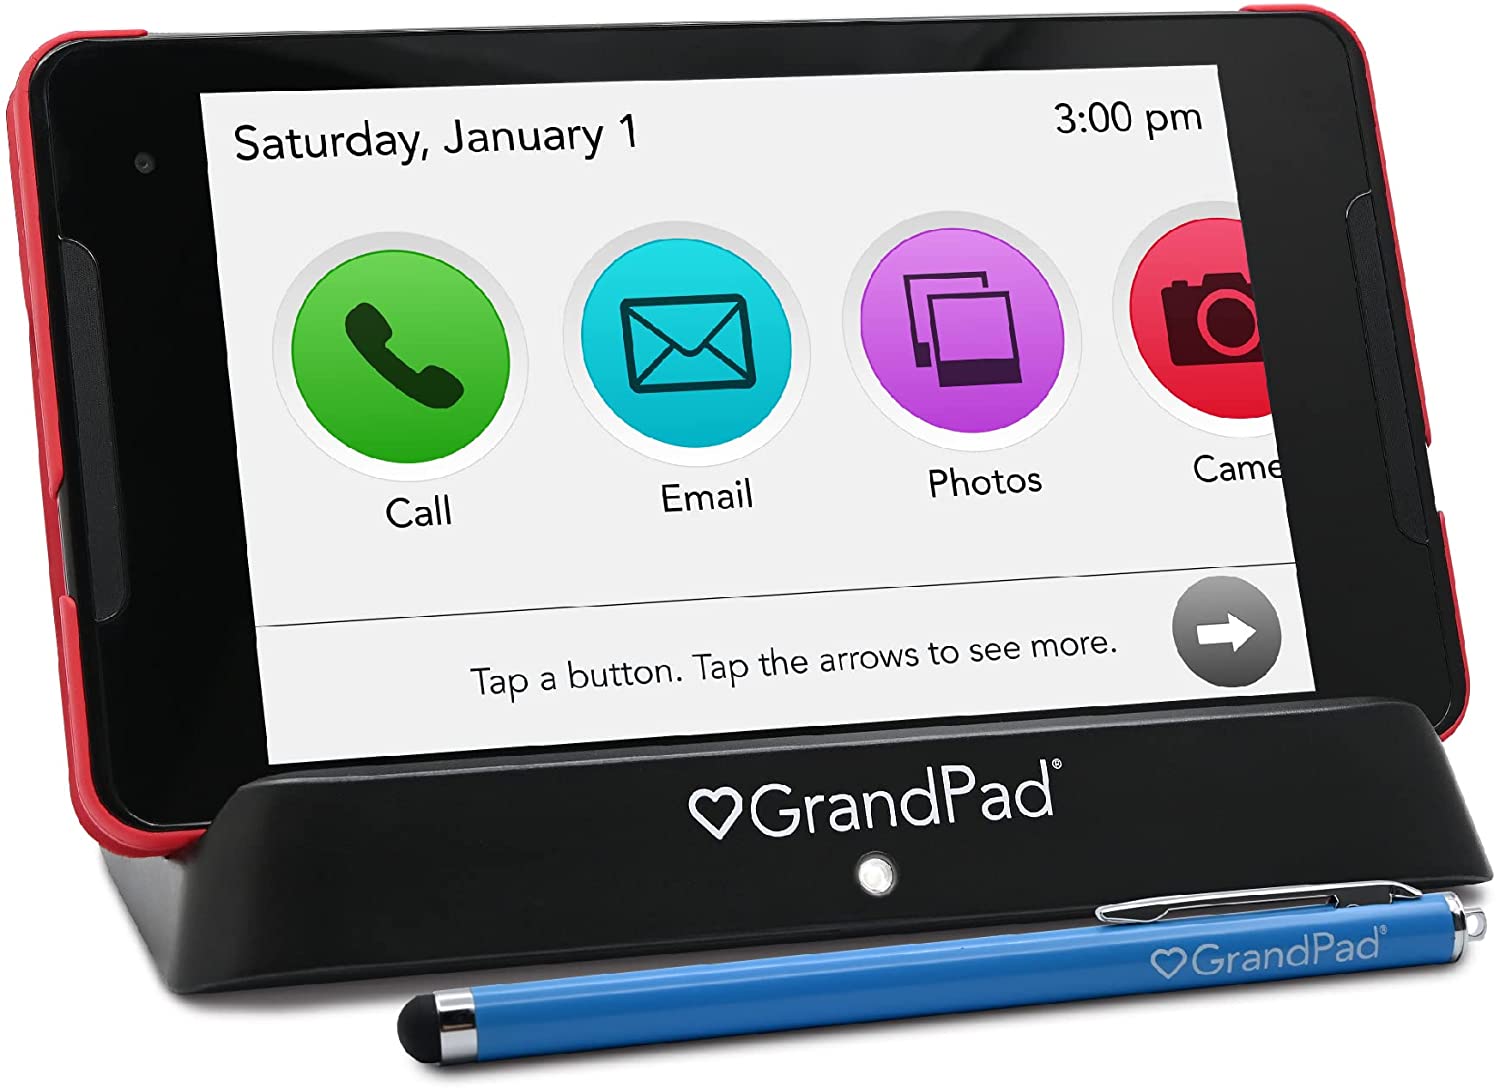 Saturday, January 1
3:00 pm
Call
Email
Photos
Came
Tap a button. Tap the arrows to see more.
GrandPad®
GrandPad®